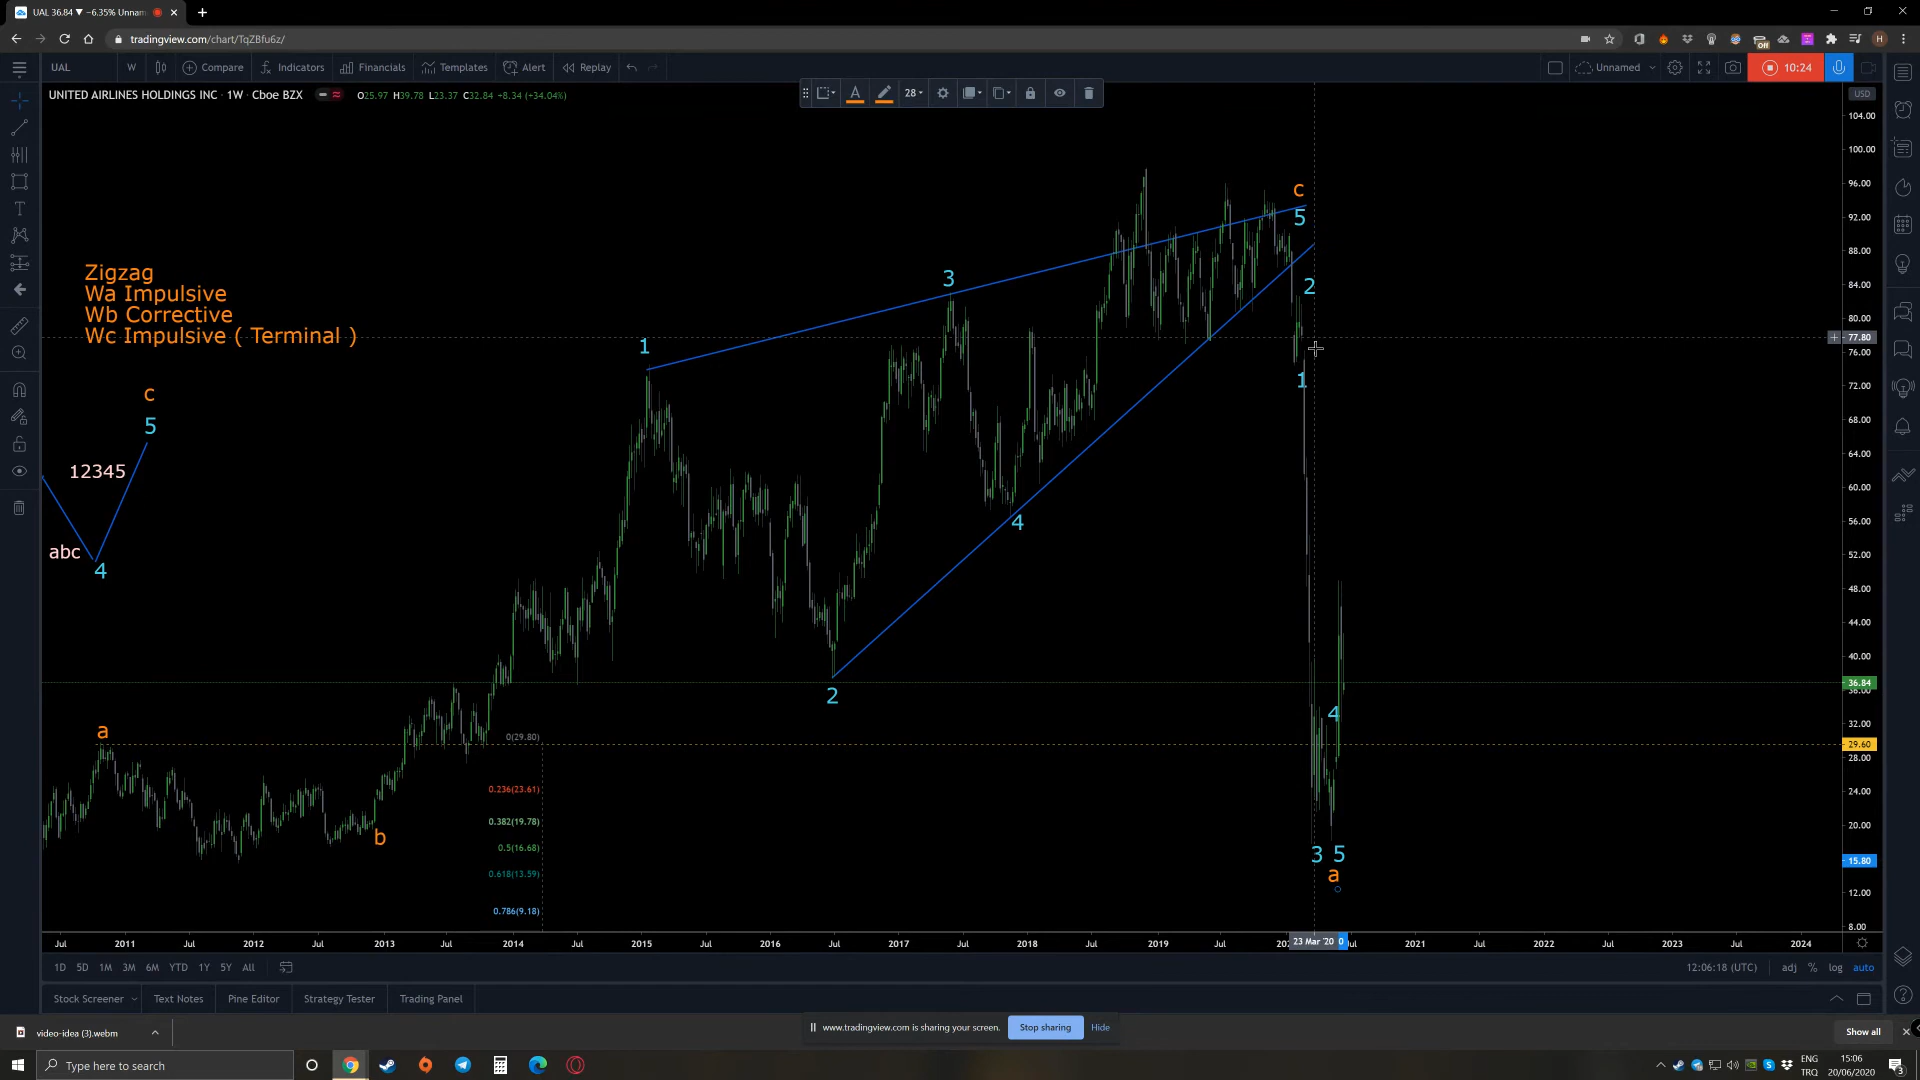 UAL 36.84 ▼ −6.35% Unnam
tradingview.com/chart/TqZBfu6z/
Off
H
UAL
W
Compare
Indicators
Financials
Templates
Alert
Replay
Unnamed
10:24
UNITED AIRLINES HOLDINGS INC · 1W · Cboe BZX
O25.97 H39.78 L23.37 C32.84 +8.34 (+34.04%)
28
USD
104.00
100.00
96.00
92.00
88.00
84.00
80.00
77.80
76.00
72.00
68.00
64.00
60.00
56.00
52.00
48.00
44.00
40.00
36.84
36.00
32.00
29.60
28.00
24.00
20.00
15.80
12.00
8.00
Zigzag
Wa Impulsive
Wb Corrective
Wc Impulsive ( Terminal )
c
5
12345
abc
4
1
3
c
5
2
1
4
2
4
a
b
3 5
a
0(29.80)
0.236(23.61)
0.382(19.78)
0.5(16.68)
0.618(13.59)
0.786(9.18)
Jul 2011 Jul 2012 Jul 2013 Jul 2014 Jul 2015 Jul 2016 Jul 2017 Jul 2018 Jul 2019 Jul 23 Mar '20 Jul 2021 Jul 2022 Jul 2023 Jul 2024
1D 5D 1M 3M 6M YTD 1Y 5Y All
12:06:18 (UTC)
adj % log auto
Stock Screener
Text Notes
Pine Editor
Strategy Tester
Trading Panel
video-idea (3).webm
www.tradingview.com is sharing your screen.
Stop sharing
Hide
Show all
Type here to search
ENG
TRQ
15:06
20/06/2020
3